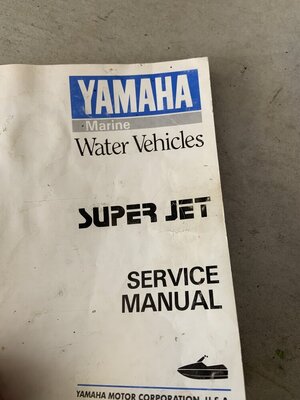 YAMAHA
Marine
Water Vehicles
SUPER JET
SERVICE
MANUAL
YAMAHA MOTOR CORPORATION, U.S.A.